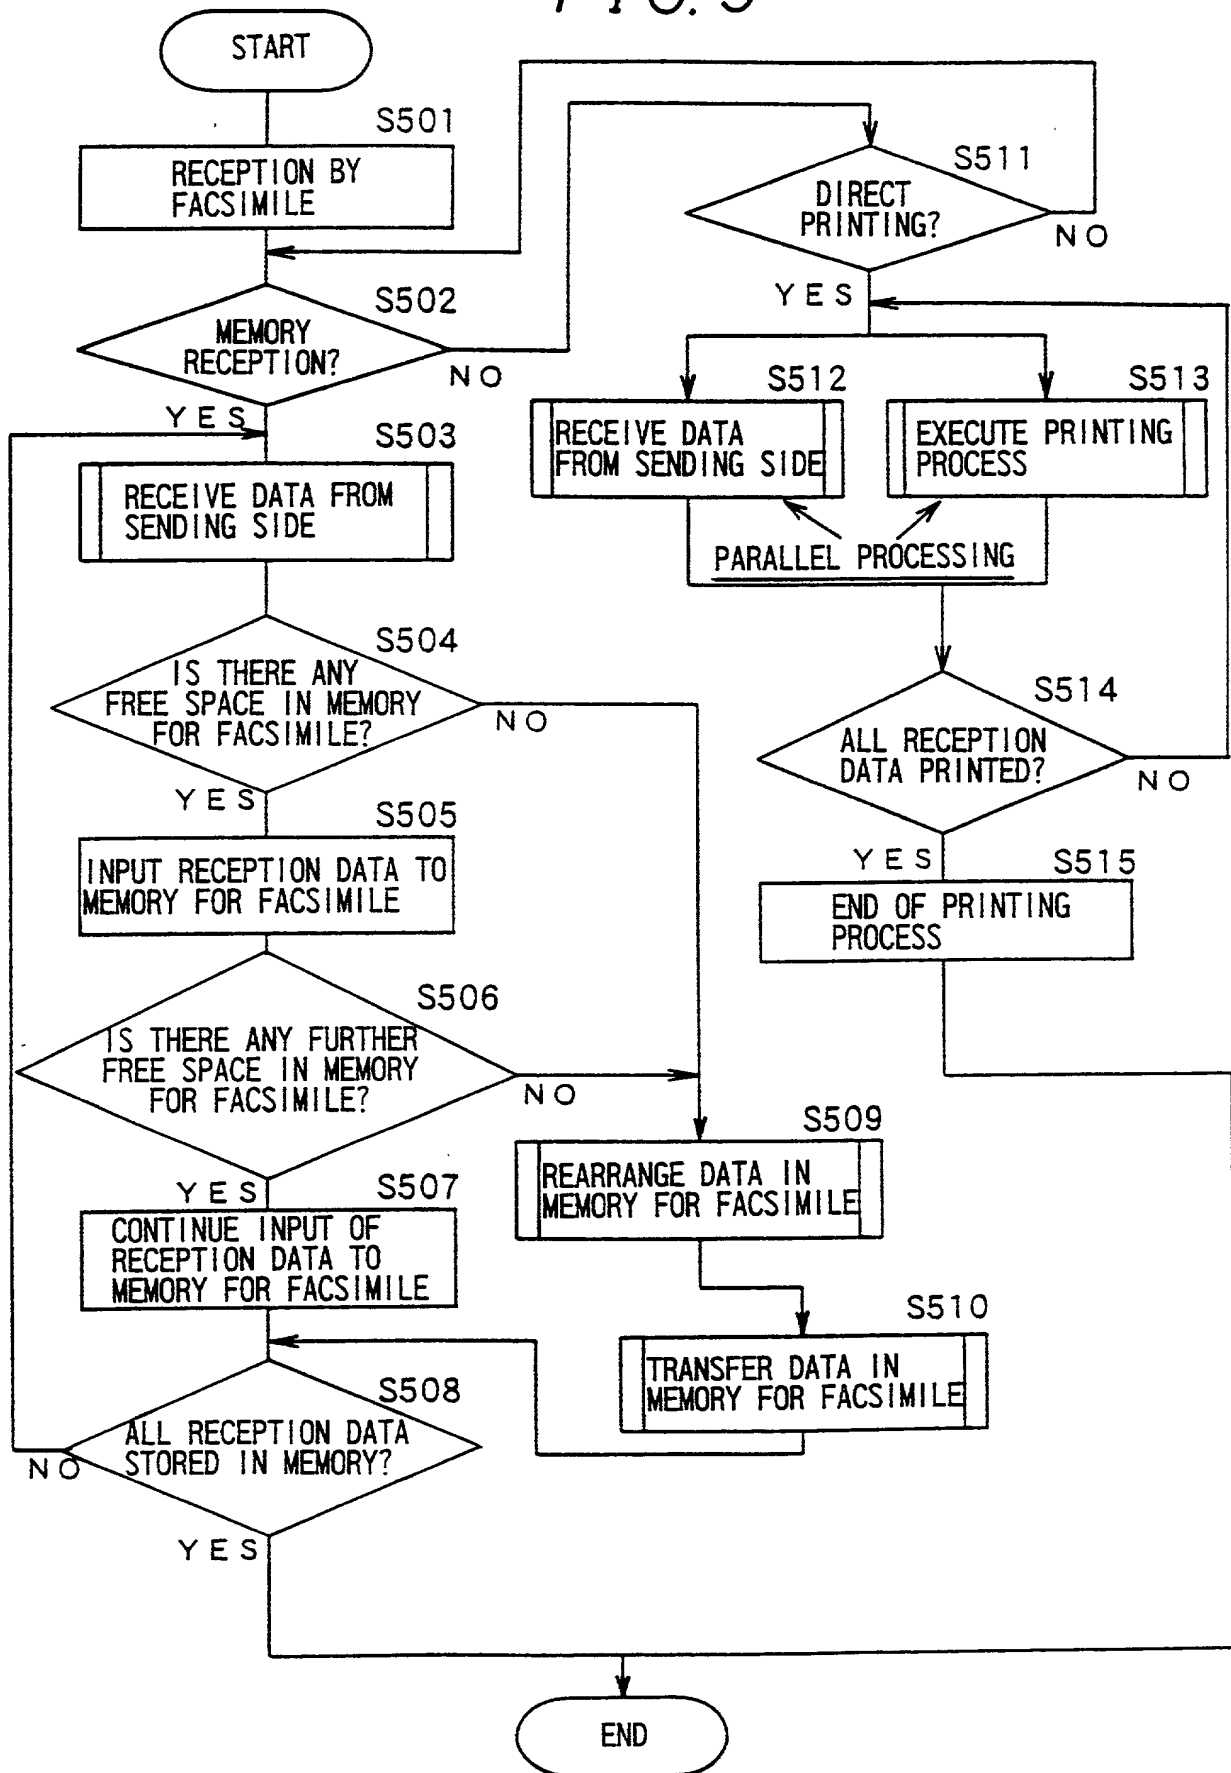 START
S501
RECEPTION BY
FACSIMILE
S502
MEMORY
RECEPTION?
NO
YES
S503
RECEIVE DATA FROM
SENDING SIDE
S504
IS THERE ANY
FREE SPACE IN MEMORY
FOR FACSIMILE?
NO
YES
S505
INPUT RECEPTION DATA TO
MEMORY FOR FACSIMILE
S506
IS THERE ANY FURTHER
FREE SPACE IN MEMORY
FOR FACSIMILE?
NO
YES
S507
CONTINUE INPUT OF
RECEPTION DATA TO
MEMORY FOR FACSIMILE
S508
ALL RECEPTION DATA
STORED IN MEMORY?
NO
YES
S509
REARRANGE DATA IN
MEMORY FOR FACSIMILE
S510
TRANSFER DATA IN
MEMORY FOR FACSIMILE
S511
DIRECT
PRINTING?
NO
YES
S512
RECEIVE DATA
FROM SENDING SIDE
S513
EXECUTE PRINTING
PROCESS
PARALLEL PROCESSING
S514
ALL RECEPTION
DATA PRINTED?
NO
YES
S515
END OF PRINTING
PROCESS
END